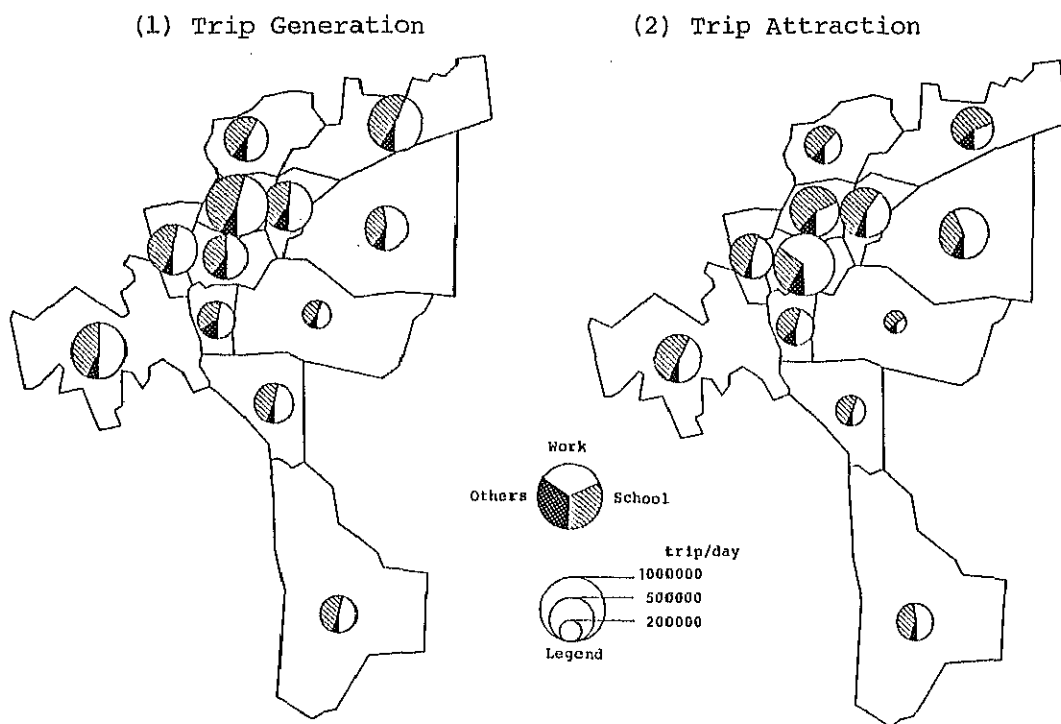 (1) Trip Generation
(2) Trip Attraction
Work
Others
School
trip/day
1000000
500000
200000
Legend